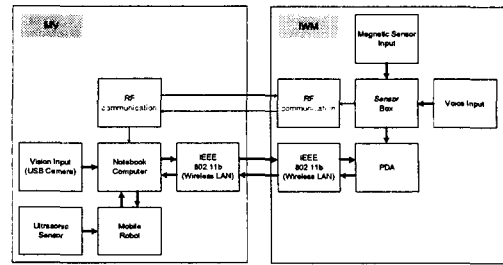 MV
IWM
Magnetic Sensor
Input
RF
communication
RF
communication
Sensor
Box
Voice Input
Vision Input
(USB Camera)
Notebook
Computer
IEEE
802.11b
(Wireless LAN)
IEEE
802.11b
(Wireless LAN)
PDA
Ultrasonic
Sensor
Mobile
Robot